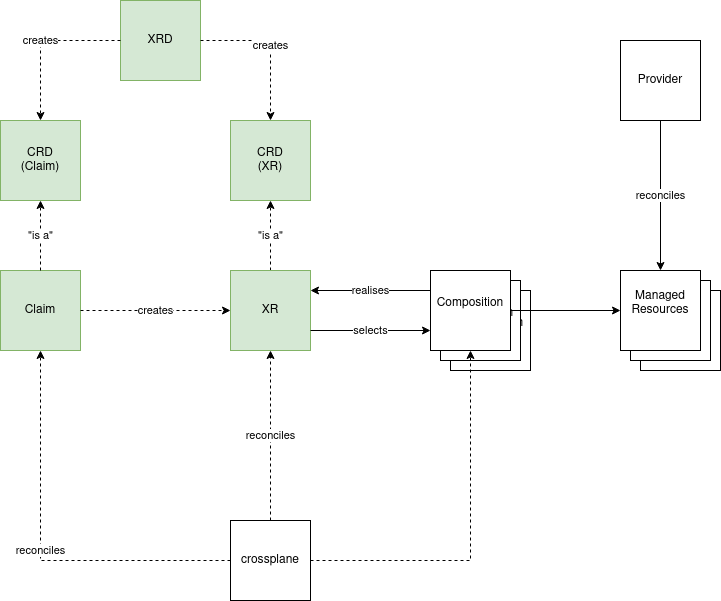 XRD
creates
creates
Provider
CRD
(Claim)
CRD
(XR)
reconciles
"is a"
"is a"
Claim
creates
XR
realises
selects
Composition
Managed
Resources
reconciles
reconciles
crossplane